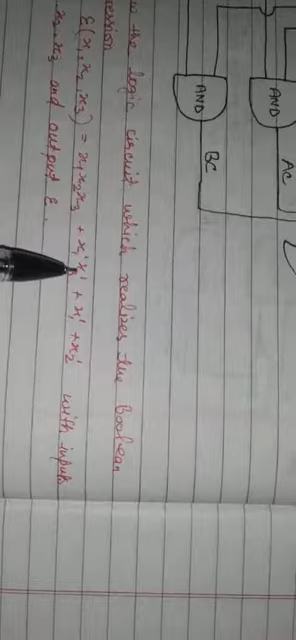 AND
AC
AND
BC
the logic circuit which realizes the Boolean
ession
E(x₁, x₂, x₃) = x₁x₂x₃ + x₁'x' + x₁' + x₂' with inputs
x₂, x₃ and output E.